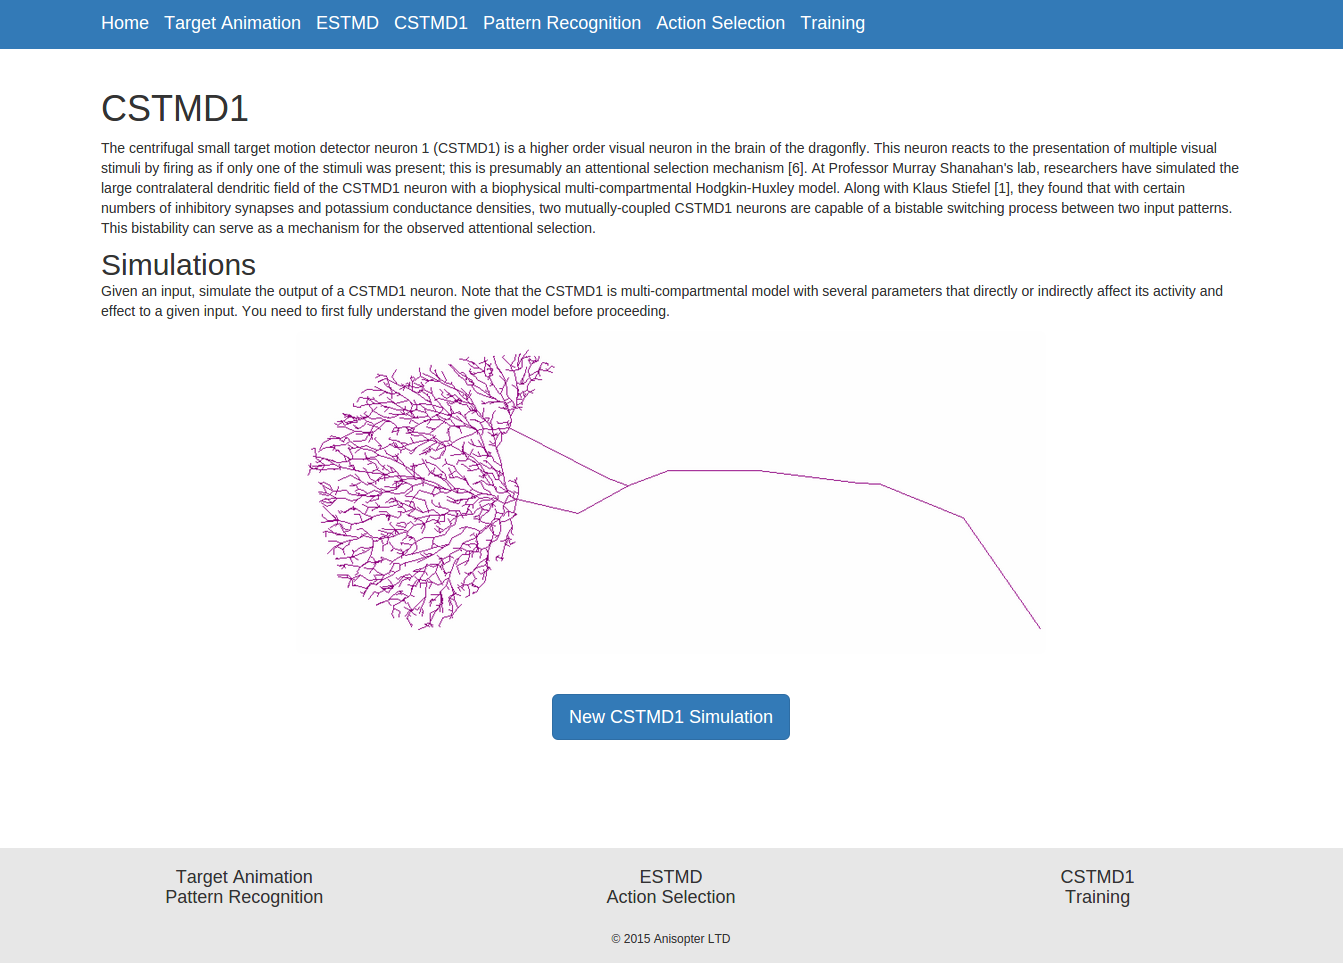 Home Target Animation ESTMD CSTMD1 Pattern Recognition Action Selection Training
CSTMD1
The centrifugal small target motion detector neuron 1 (CSTMD1) is a higher order visual neuron in the brain of the dragonfly. This neuron reacts to the presentation of multiple visual
stimuli by firing as if only one of the stimuli was present; this is presumably an attentional selection mechanism [6]. At Professor Murray Shanahan's lab, researchers have simulated the
large contralateral dendritic field of the CSTMD1 neuron with a biophysical multi-compartmental Hodgkin-Huxley model. Along with Klaus Stiefel [1], they found that with certain
numbers of inhibitory synapses and potassium conductance densities, two mutually-coupled CSTMD1 neurons are capable of a bistable switching process between two input patterns.
This bistability can serve as a mechanism for the observed attentional selection.
Simulations
Given an input, simulate the output of a CSTMD1 neuron. Note that the CSTMD1 is multi-compartmental model with several parameters that directly or indirectly affect its activity and
effect to a given input. You need to first fully understand the given model before proceeding.
New CSTMD1 Simulation
Target Animation ESTMD CSTMD1
Pattern Recognition Action Selection Training
© 2015 Anisopter LTD